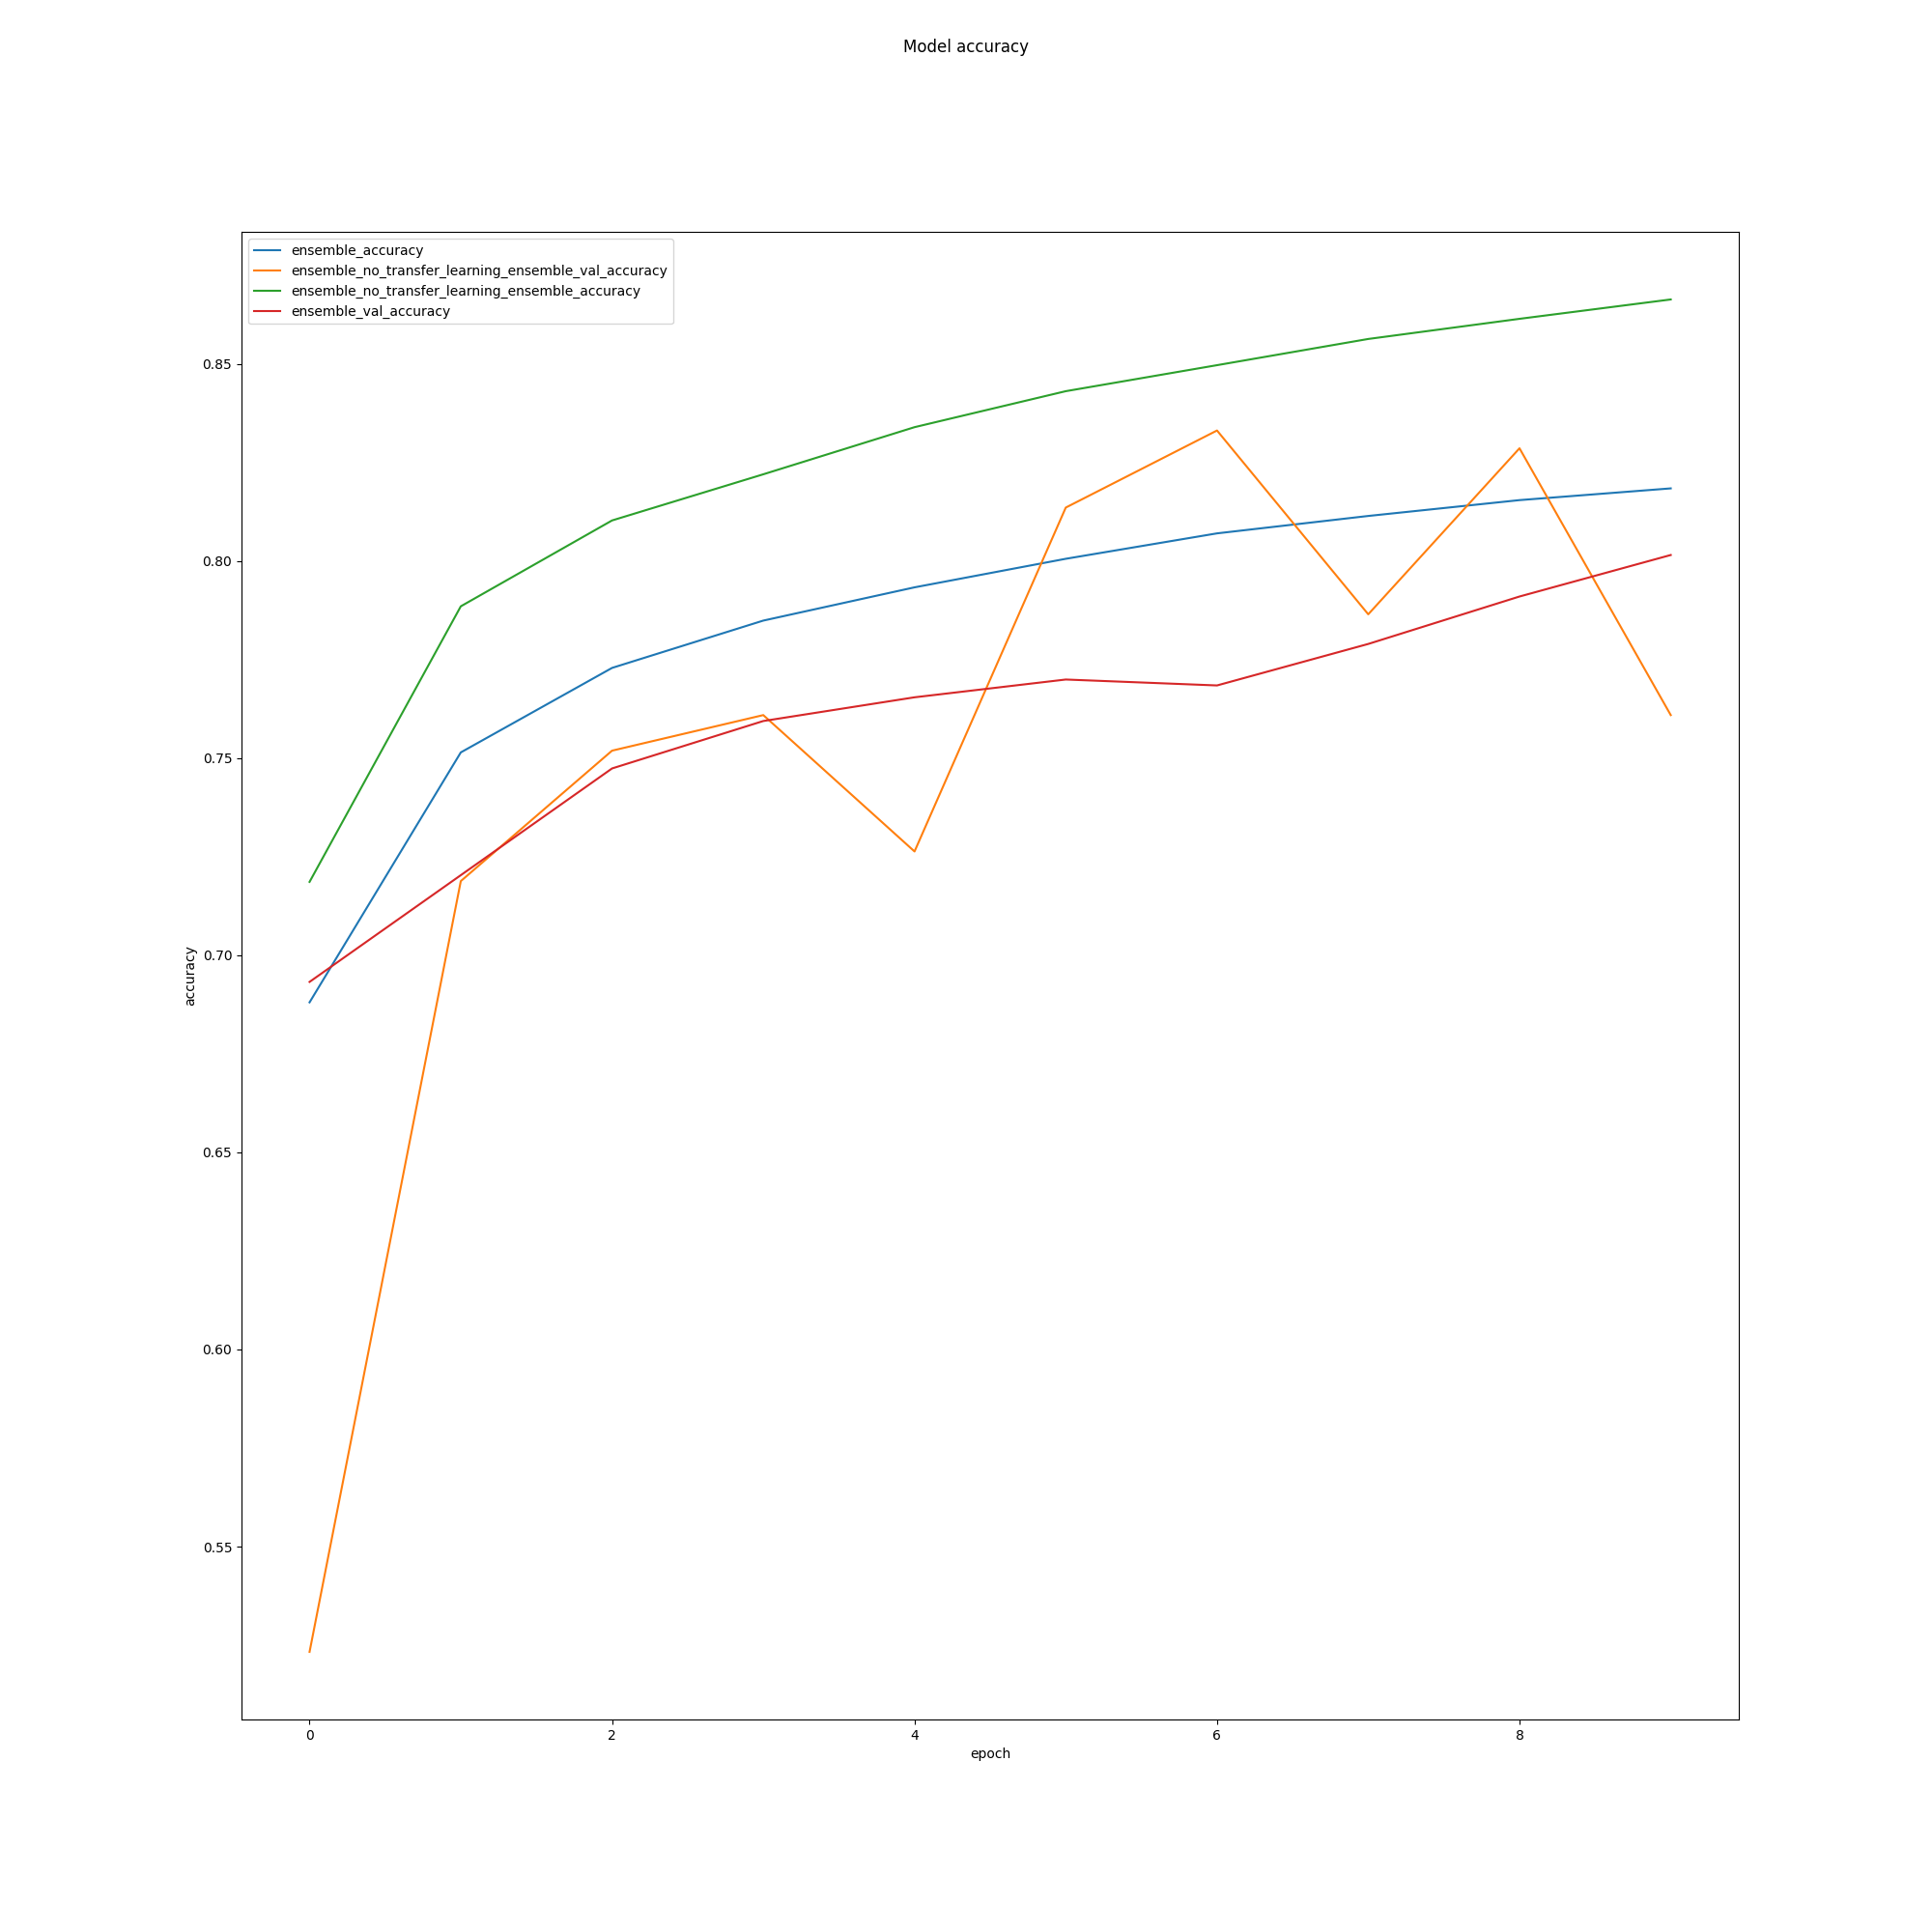 Model accuracy
ensemble_accuracy
ensemble_no_transfer_learning_ensemble_val_accuracy
ensemble_no_transfer_learning_ensemble_accuracy
ensemble_val_accuracy
0.85
0.80
0.75
0.70
0.65
0.60
0.55
accuracy
0 2 4 6 8
epoch